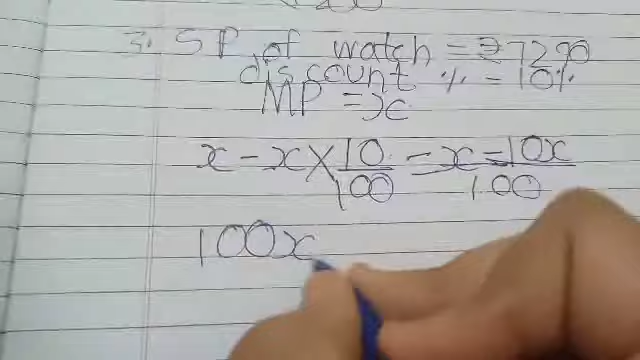 3. SP of watch = ₹7290
discount % = 10%
MP = x
x - x × 10/100 = x - 10x/100
100x